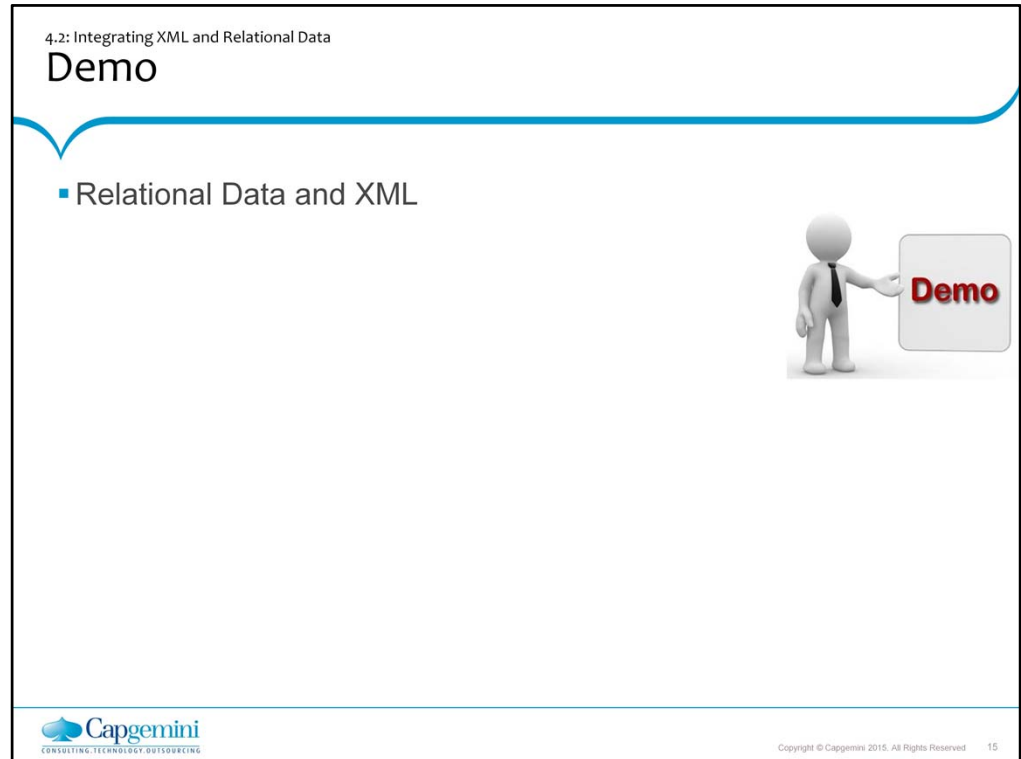 4.2: Integrating XML and Relational Data
Demo
▪ Relational Data and XML
Demo
Capgemini
CONSULTING.TECHNOLOGY.OUTSOURCING
Copyright © Capgemini 2015. All Rights Reserved 15